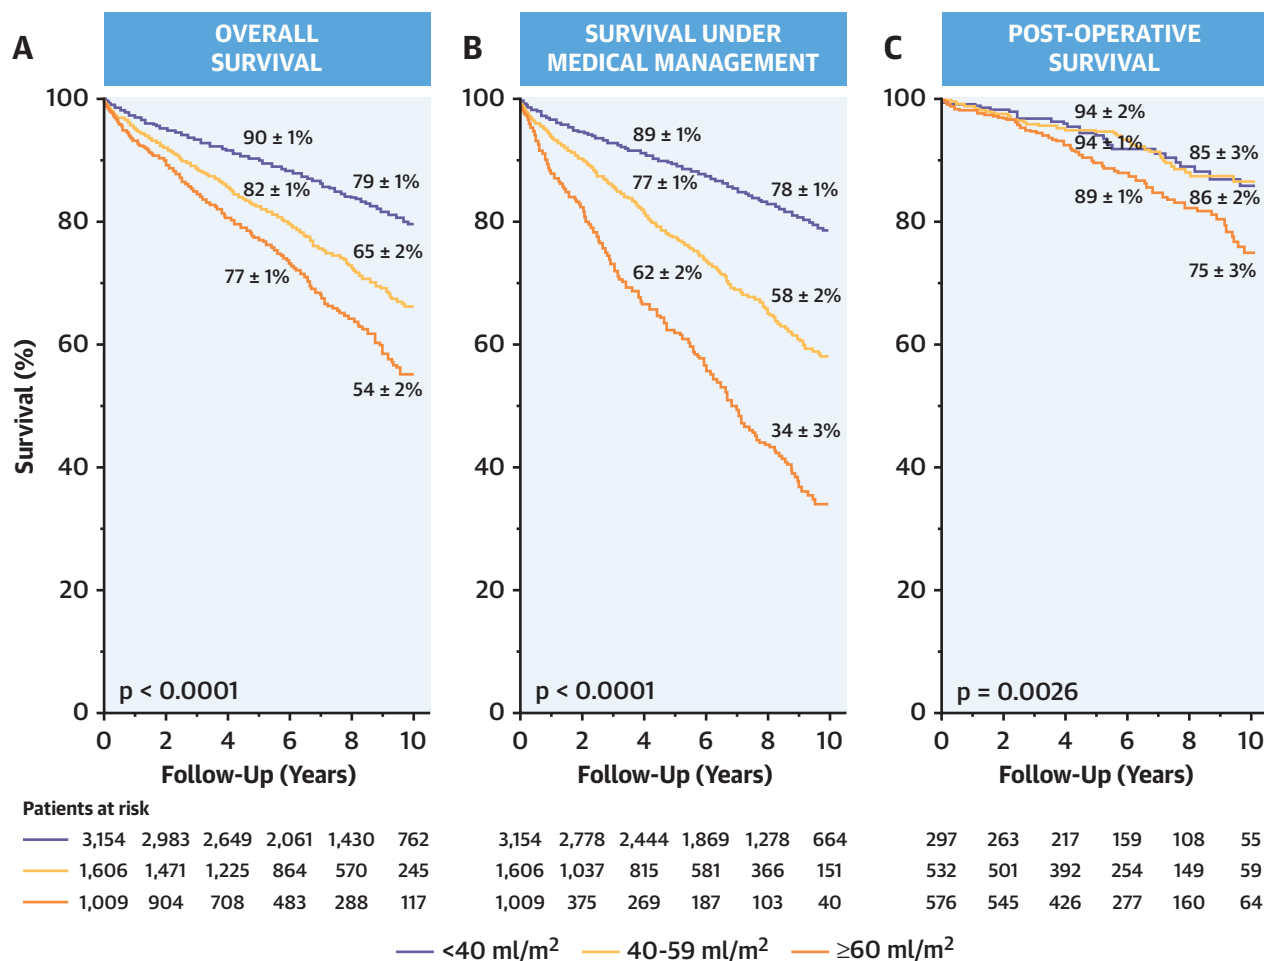 A
OVERALL
SURVIVAL
B
SURVIVAL UNDER
MEDICAL MANAGEMENT
C
POST-OPERATIVE
SURVIVAL
Survival (%)
100
80
60
40
20
0
90 ± 1%
79 ± 1%
82 ± 1%
65 ± 2%
77 ± 1%
54 ± 2%
p < 0.0001
0 2 4 6 8 10
Follow-Up (Years)
100
80
60
40
20
0
89 ± 1%
77 ± 1%
78 ± 1%
62 ± 2%
58 ± 2%
34 ± 3%
p < 0.0001
0 2 4 6 8 10
Follow-Up (Years)
100
80
60
40
20
0
94 ± 2%
94 ± 1%
85 ± 3%
89 ± 1%
86 ± 2%
75 ± 3%
p = 0.0026
0 2 4 6 8 10
Follow-Up (Years)
Patients at risk
3,154 2,983 2,649 2,061 1,430 762 3,154 2,778 2,444 1,869 1,278 664 297 263 217 159 108 55
1,606 1,471 1,225 864 570 245 1,606 1,037 815 581 366 151 532 501 392 254 149 59
1,009 904 708 483 288 117 1,009 375 269 187 103 40 576 545 426 277 160 64
<40 ml/m² 40-59 ml/m² ≥60 ml/m²